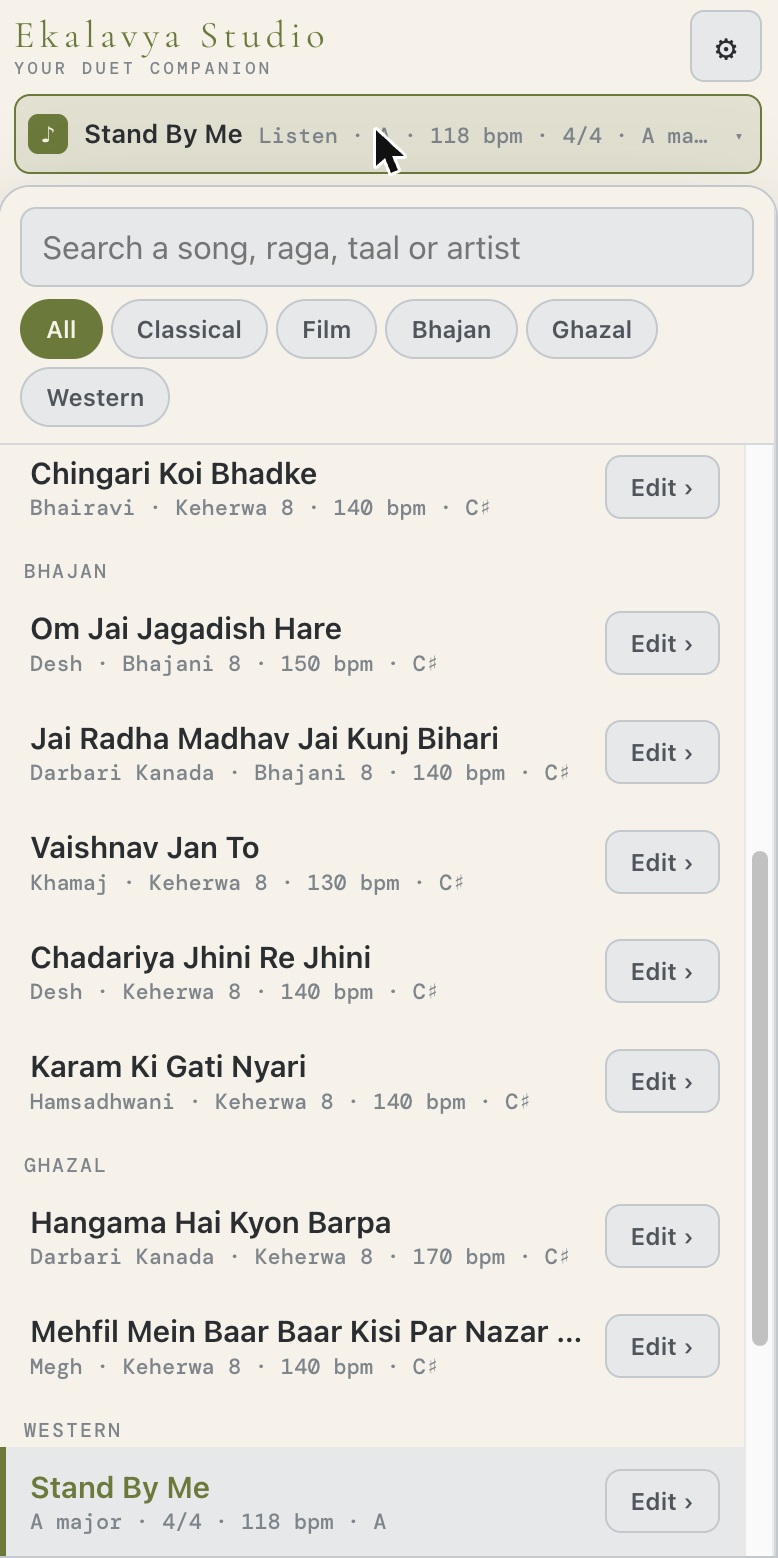 Ekalavya Studio
YOUR DUET COMPANION
⚙
♪ Stand By Me Listen · A · 118 bpm · 4/4 · A ma… ▾
Search a song, raga, taal or artist
All Classical Film Bhajan Ghazal
Western
Chingari Koi Bhadke
Edit ›
Bhairavi · Keherwa 8 · 140 bpm · C♯
BHAJAN
Om Jai Jagadish Hare
Edit ›
Desh · Bhajani 8 · 150 bpm · C♯
Jai Radha Madhav Jai Kunj Bihari
Edit ›
Darbari Kanada · Bhajani 8 · 140 bpm · C♯
Vaishnav Jan To
Edit ›
Khamaj · Keherwa 8 · 130 bpm · C♯
Chadariya Jhini Re Jhini
Edit ›
Desh · Keherwa 8 · 140 bpm · C♯
Karam Ki Gati Nyari
Edit ›
Hamsadhwani · Keherwa 8 · 140 bpm · C♯
GHAZAL
Hangama Hai Kyon Barpa
Edit ›
Darbari Kanada · Keherwa 8 · 170 bpm · C♯
Mehfil Mein Baar Baar Kisi Par Nazar ...
Edit ›
Megh · Keherwa 8 · 140 bpm · C♯
WESTERN
Stand By Me
Edit ›
A major · 4/4 · 118 bpm · A